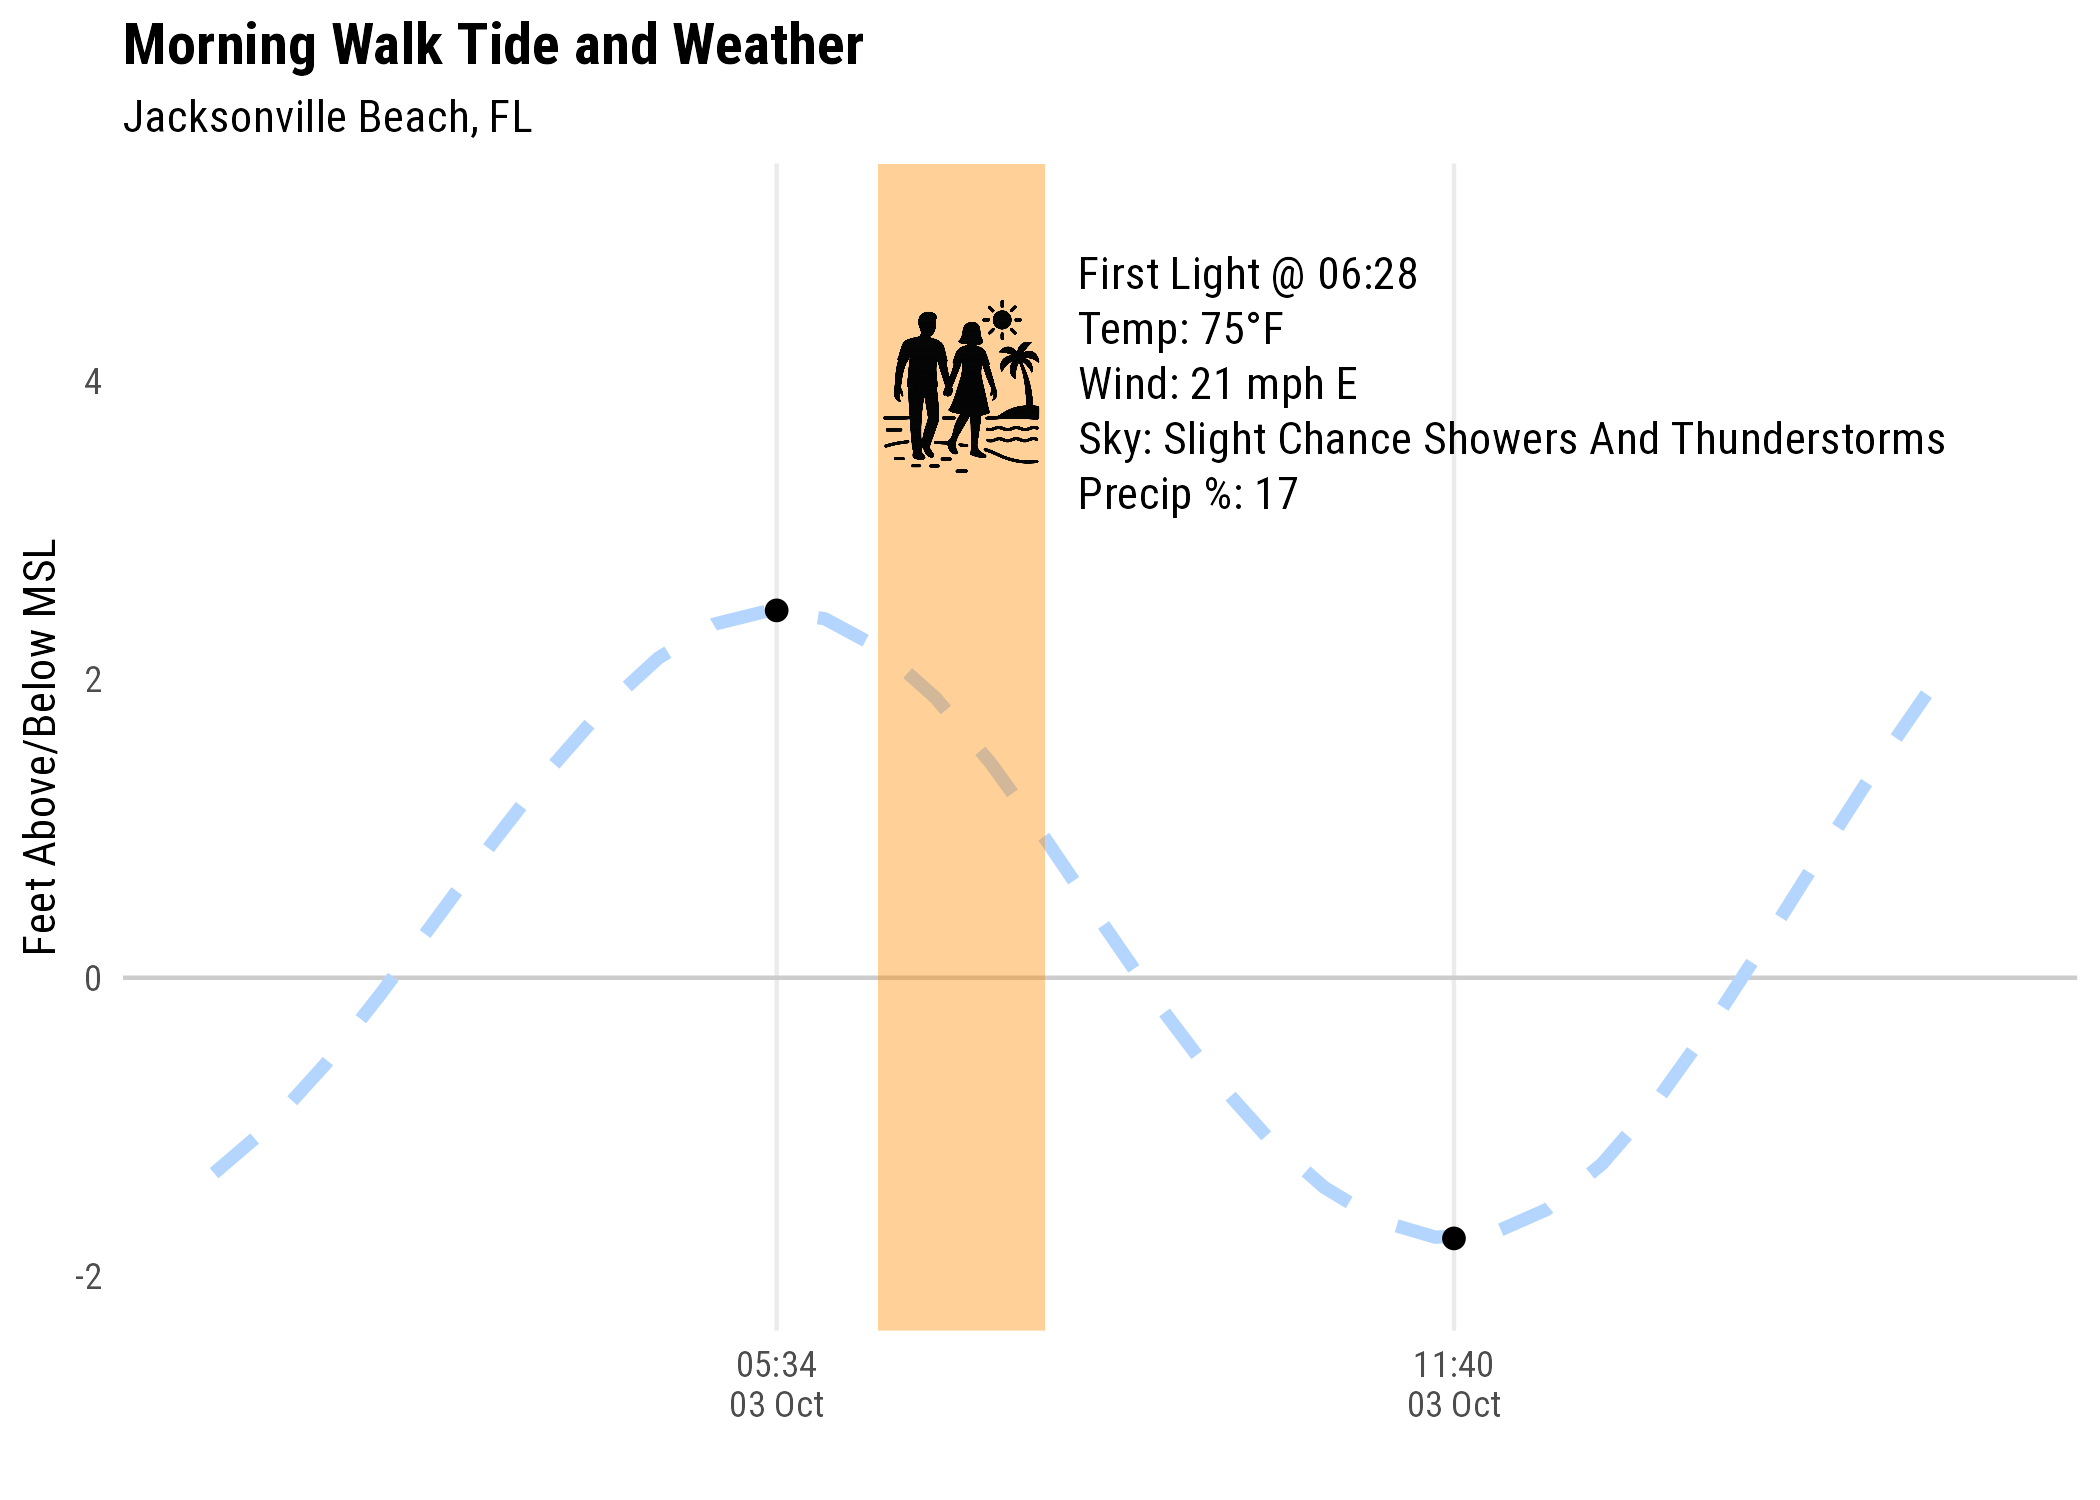 Morning Walk Tide and Weather
Jacksonville Beach, FL
First Light @ 06:28
Temp: 75°F
Wind: 21 mph E
Sky: Slight Chance Showers And Thunderstorms
Precip %: 17
Feet Above/Below MSL
4
2
0
-2
05:34
03 Oct
11:40
03 Oct